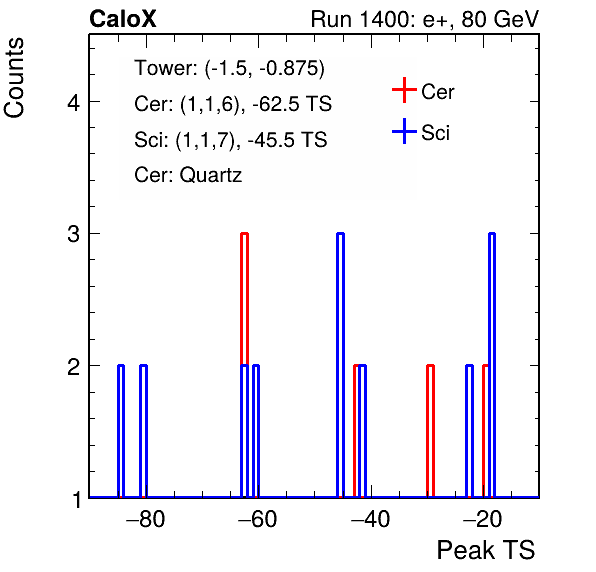 CaloX Run 1400: e+, 80 GeV
Counts
Tower: (-1.5, -0.875)
Cer: (1,1,6), -62.5 TS
Sci: (1,1,7), -45.5 TS
Cer: Quartz
Cer
Sci
4
3
2
1
−80 −60 −40 −20
Peak TS